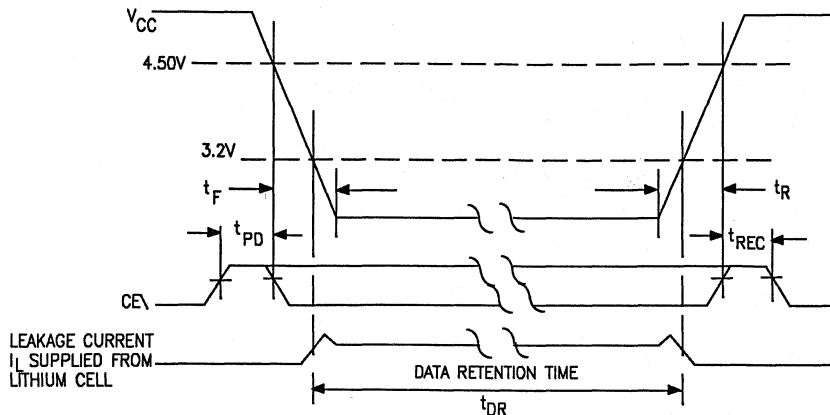 VCC
4.50V
3.2V
tF
tR
tPD
tREC
CE\
LEAKAGE CURRENT
IL SUPPLIED FROM
LITHIUM CELL
DATA RETENTION TIME
tDR